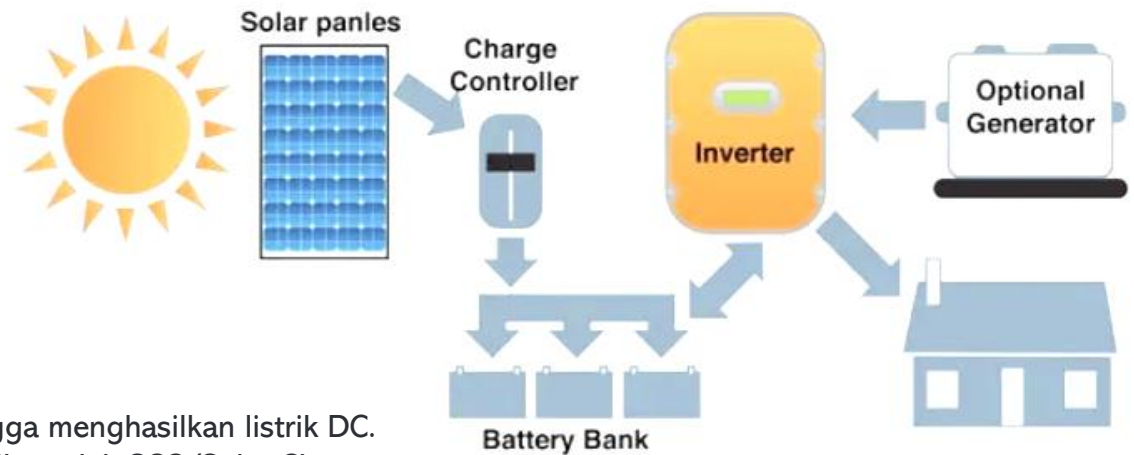 Solar panles
Charge
Controller
Inverter
Optional
Generator
Battery Bank
gga menghasilkan listrik DC.